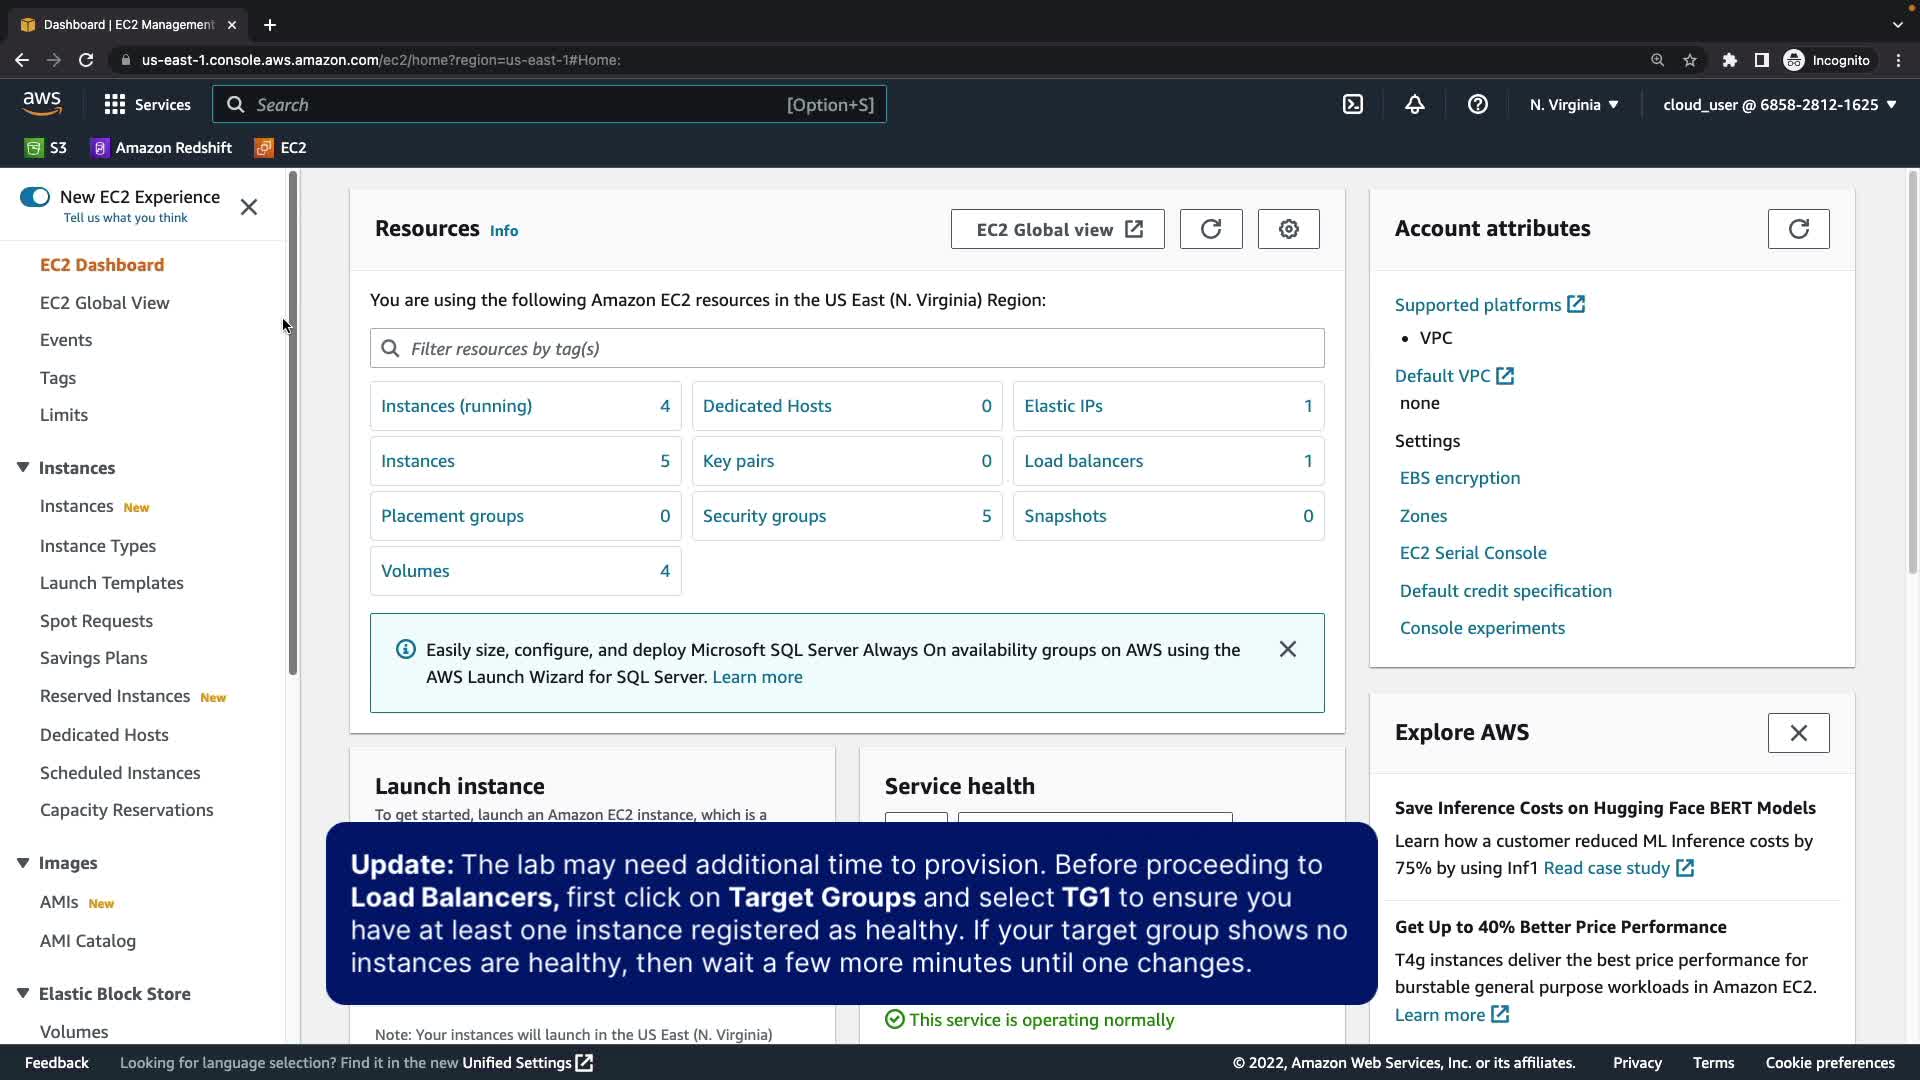 Dashboard | EC2 Management
us-east-1.console.aws.amazon.com/ec2/home?region=us-east-1#Home:
Incognito
aws
Services
Search
[Option+S]
N. Virginia
cloud_user @ 6858-2812-1625
S3
Amazon Redshift
EC2
New EC2 Experience
Tell us what you think
EC2 Dashboard
EC2 Global View
Events
Tags
Limits
Instances
Instances New
Instance Types
Launch Templates
Spot Requests
Savings Plans
Reserved Instances New
Dedicated Hosts
Scheduled Instances
Capacity Reservations
Images
AMIs New
AMI Catalog
Elastic Block Store
Volumes
Resources Info
EC2 Global view
You are using the following Amazon EC2 resources in the US East (N. Virginia) Region:
Filter resources by tag(s)
Instances (running) 4
Dedicated Hosts 0
Elastic IPs 1
Instances 5
Key pairs 0
Load balancers 1
Placement groups 0
Security groups 5
Snapshots 0
Volumes 4
Easily size, configure, and deploy Microsoft SQL Server Always On availability groups on AWS using the
AWS Launch Wizard for SQL Server. Learn more
Launch instance
To get started, launch an Amazon EC2 instance, which is a
Service health
Update: The lab may need additional time to provision. Before proceeding to
Load Balancers, first click on Target Groups and select TG1 to ensure you
have at least one instance registered as healthy. If your target group shows no
instances are healthy, then wait a few more minutes until one changes.
Note: Your instances will launch in the US East (N. Virginia)
This service is operating normally
Account attributes
Supported platforms
• VPC
Default VPC
none
Settings
EBS encryption
Zones
EC2 Serial Console
Default credit specification
Console experiments
Explore AWS
Save Inference Costs on Hugging Face BERT Models
Learn how a customer reduced ML Inference costs by
75% by using Inf1 Read case study
Get Up to 40% Better Price Performance
T4g instances deliver the best price performance for
burstable general purpose workloads in Amazon EC2.
Learn more
Feedback
Looking for language selection? Find it in the new Unified Settings
© 2022, Amazon Web Services, Inc. or its affiliates.
Privacy
Terms
Cookie preferences